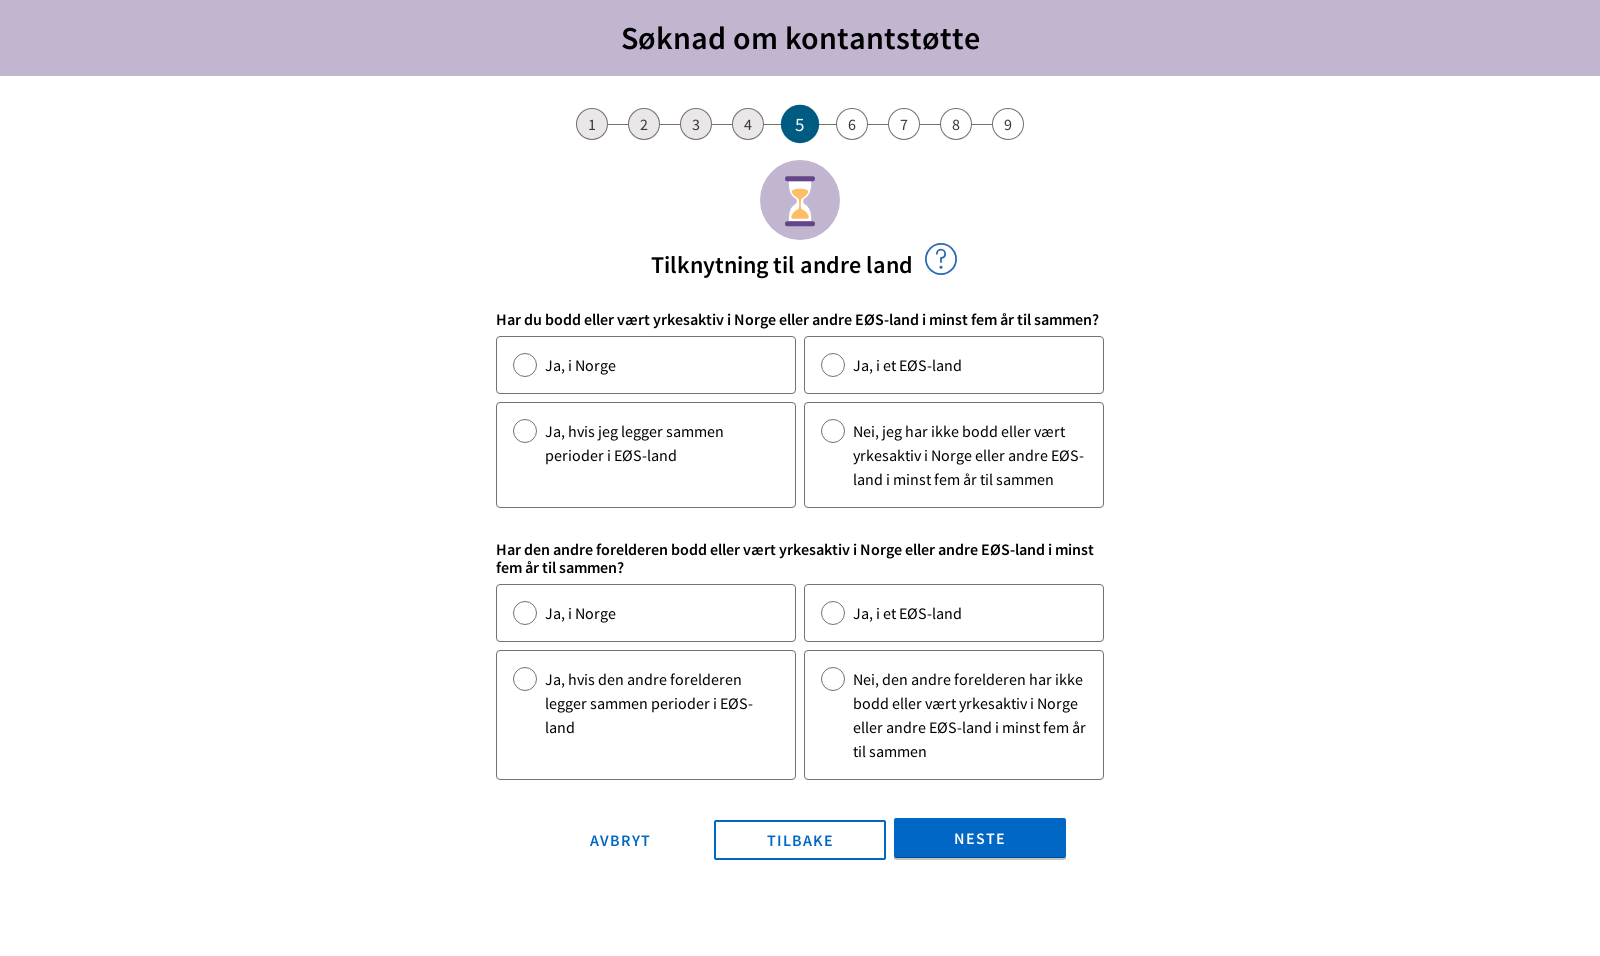 Søknad om kontantstøtte
1 2 3 4 5 6 7 8 9
Tilknytning til andre land ?
Har du bodd eller vært yrkesaktiv i Norge eller andre EØS-land i minst fem år til sammen?
Ja, i Norge
Ja, i et EØS-land
Ja, hvis jeg legger sammen
perioder i EØS-land
Nei, jeg har ikke bodd eller vært
yrkesaktiv i Norge eller andre EØS-
land i minst fem år til sammen
Har den andre forelderen bodd eller vært yrkesaktiv i Norge eller andre EØS-land i minst
fem år til sammen?
Ja, i Norge
Ja, i et EØS-land
Ja, hvis den andre forelderen
legger sammen perioder i EØS-
land
Nei, den andre forelderen har ikke
bodd eller vært yrkesaktiv i Norge
eller andre EØS-land i minst fem år
til sammen
AVBRYT
TILBAKE
NESTE